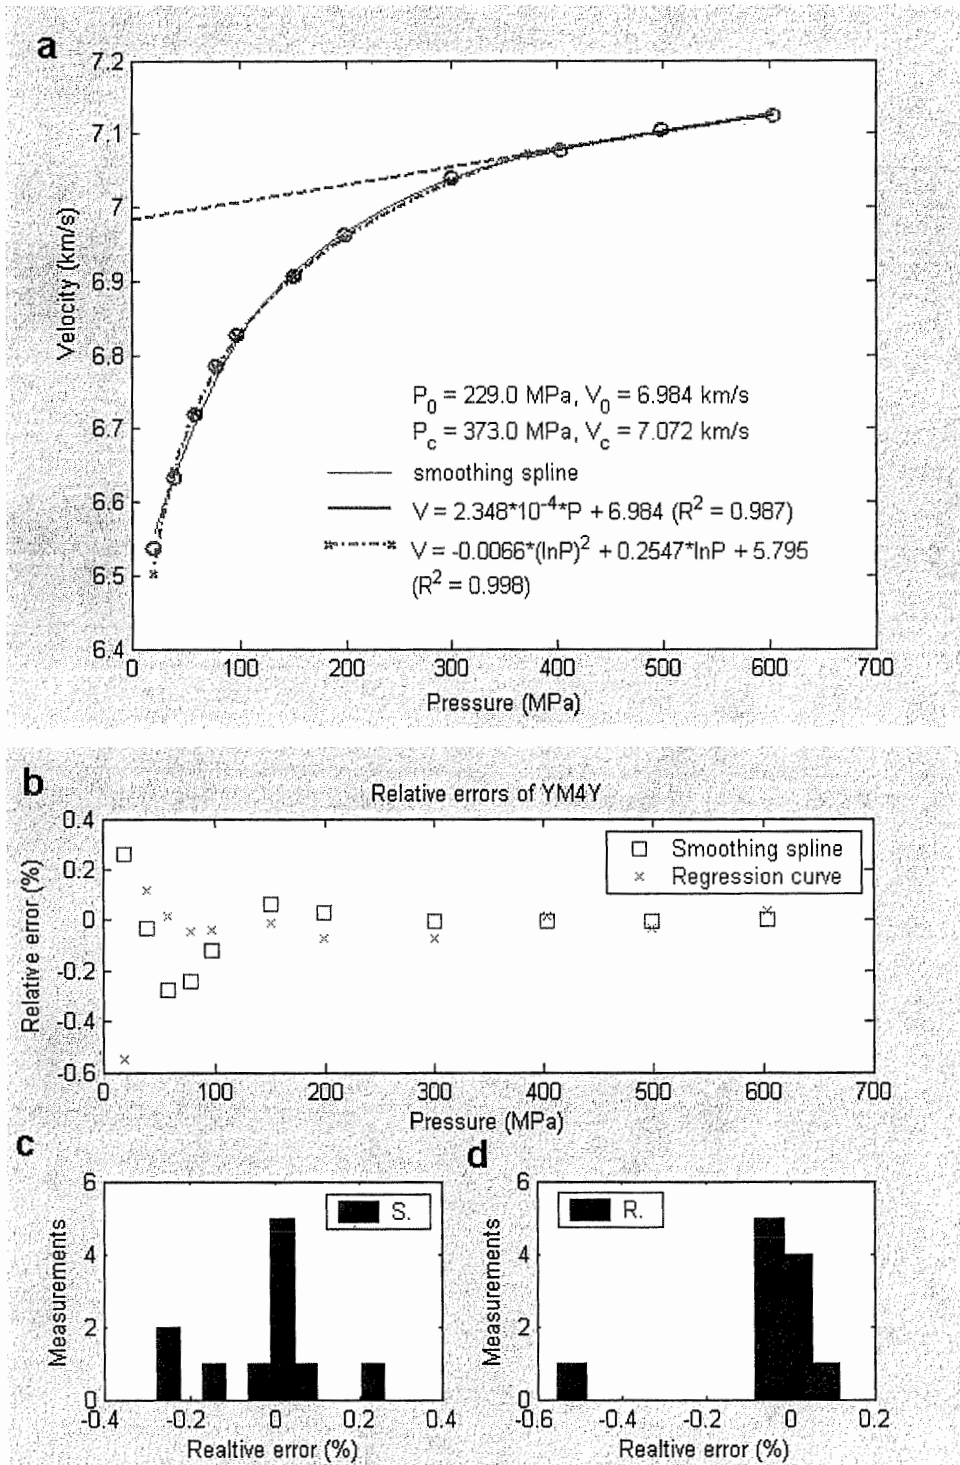 a
7.2
7.1
7
6.9
6.8
6.7
6.6
6.5
6.4
Velocity (km/s)
P0 = 229.0 MPa, V0 = 6.984 km/s
Pc = 373.0 MPa, Vc = 7.072 km/s
smoothing spline
V = 2.348*10^-4*P + 6.984 (R^2 = 0.987)
V = -0.0066*(lnP)^2 + 0.2547*lnP + 5.795
(R^2 = 0.998)
0 100 200 300 400 500 600 700
Pressure (MPa)
b
Relative errors of YM4Y
0.4
0.2
0
-0.2
-0.4
-0.6
Relative error (%)
Smoothing spline
Regression curve
0 100 200 300 400 500 600 700
Pressure (MPa)
c
6
4
2
0
Measurements
S.
-0.4 -0.2 0 0.2 0.4
Realtive error (%)
d
6
4
2
0
Measurements
R.
-0.6 -0.4 -0.2 0 0.2
Realtive error (%)